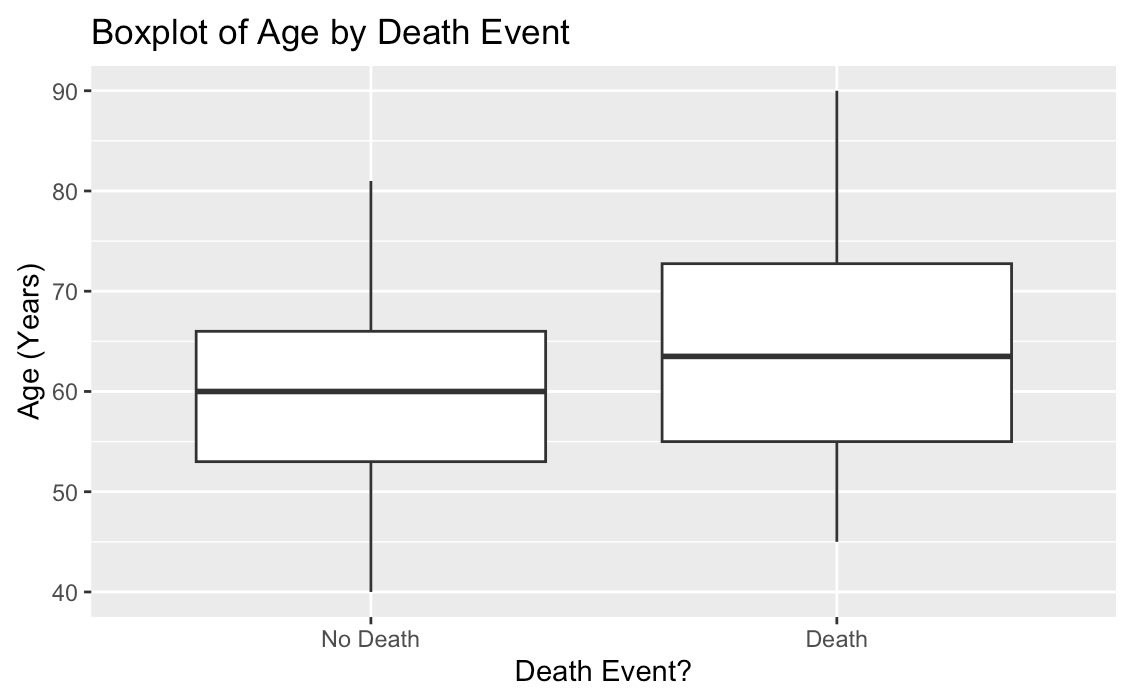 Boxplot of Age by Death Event
Age (Years)
90
80
70
60
50
40
No Death
Death
Death Event?